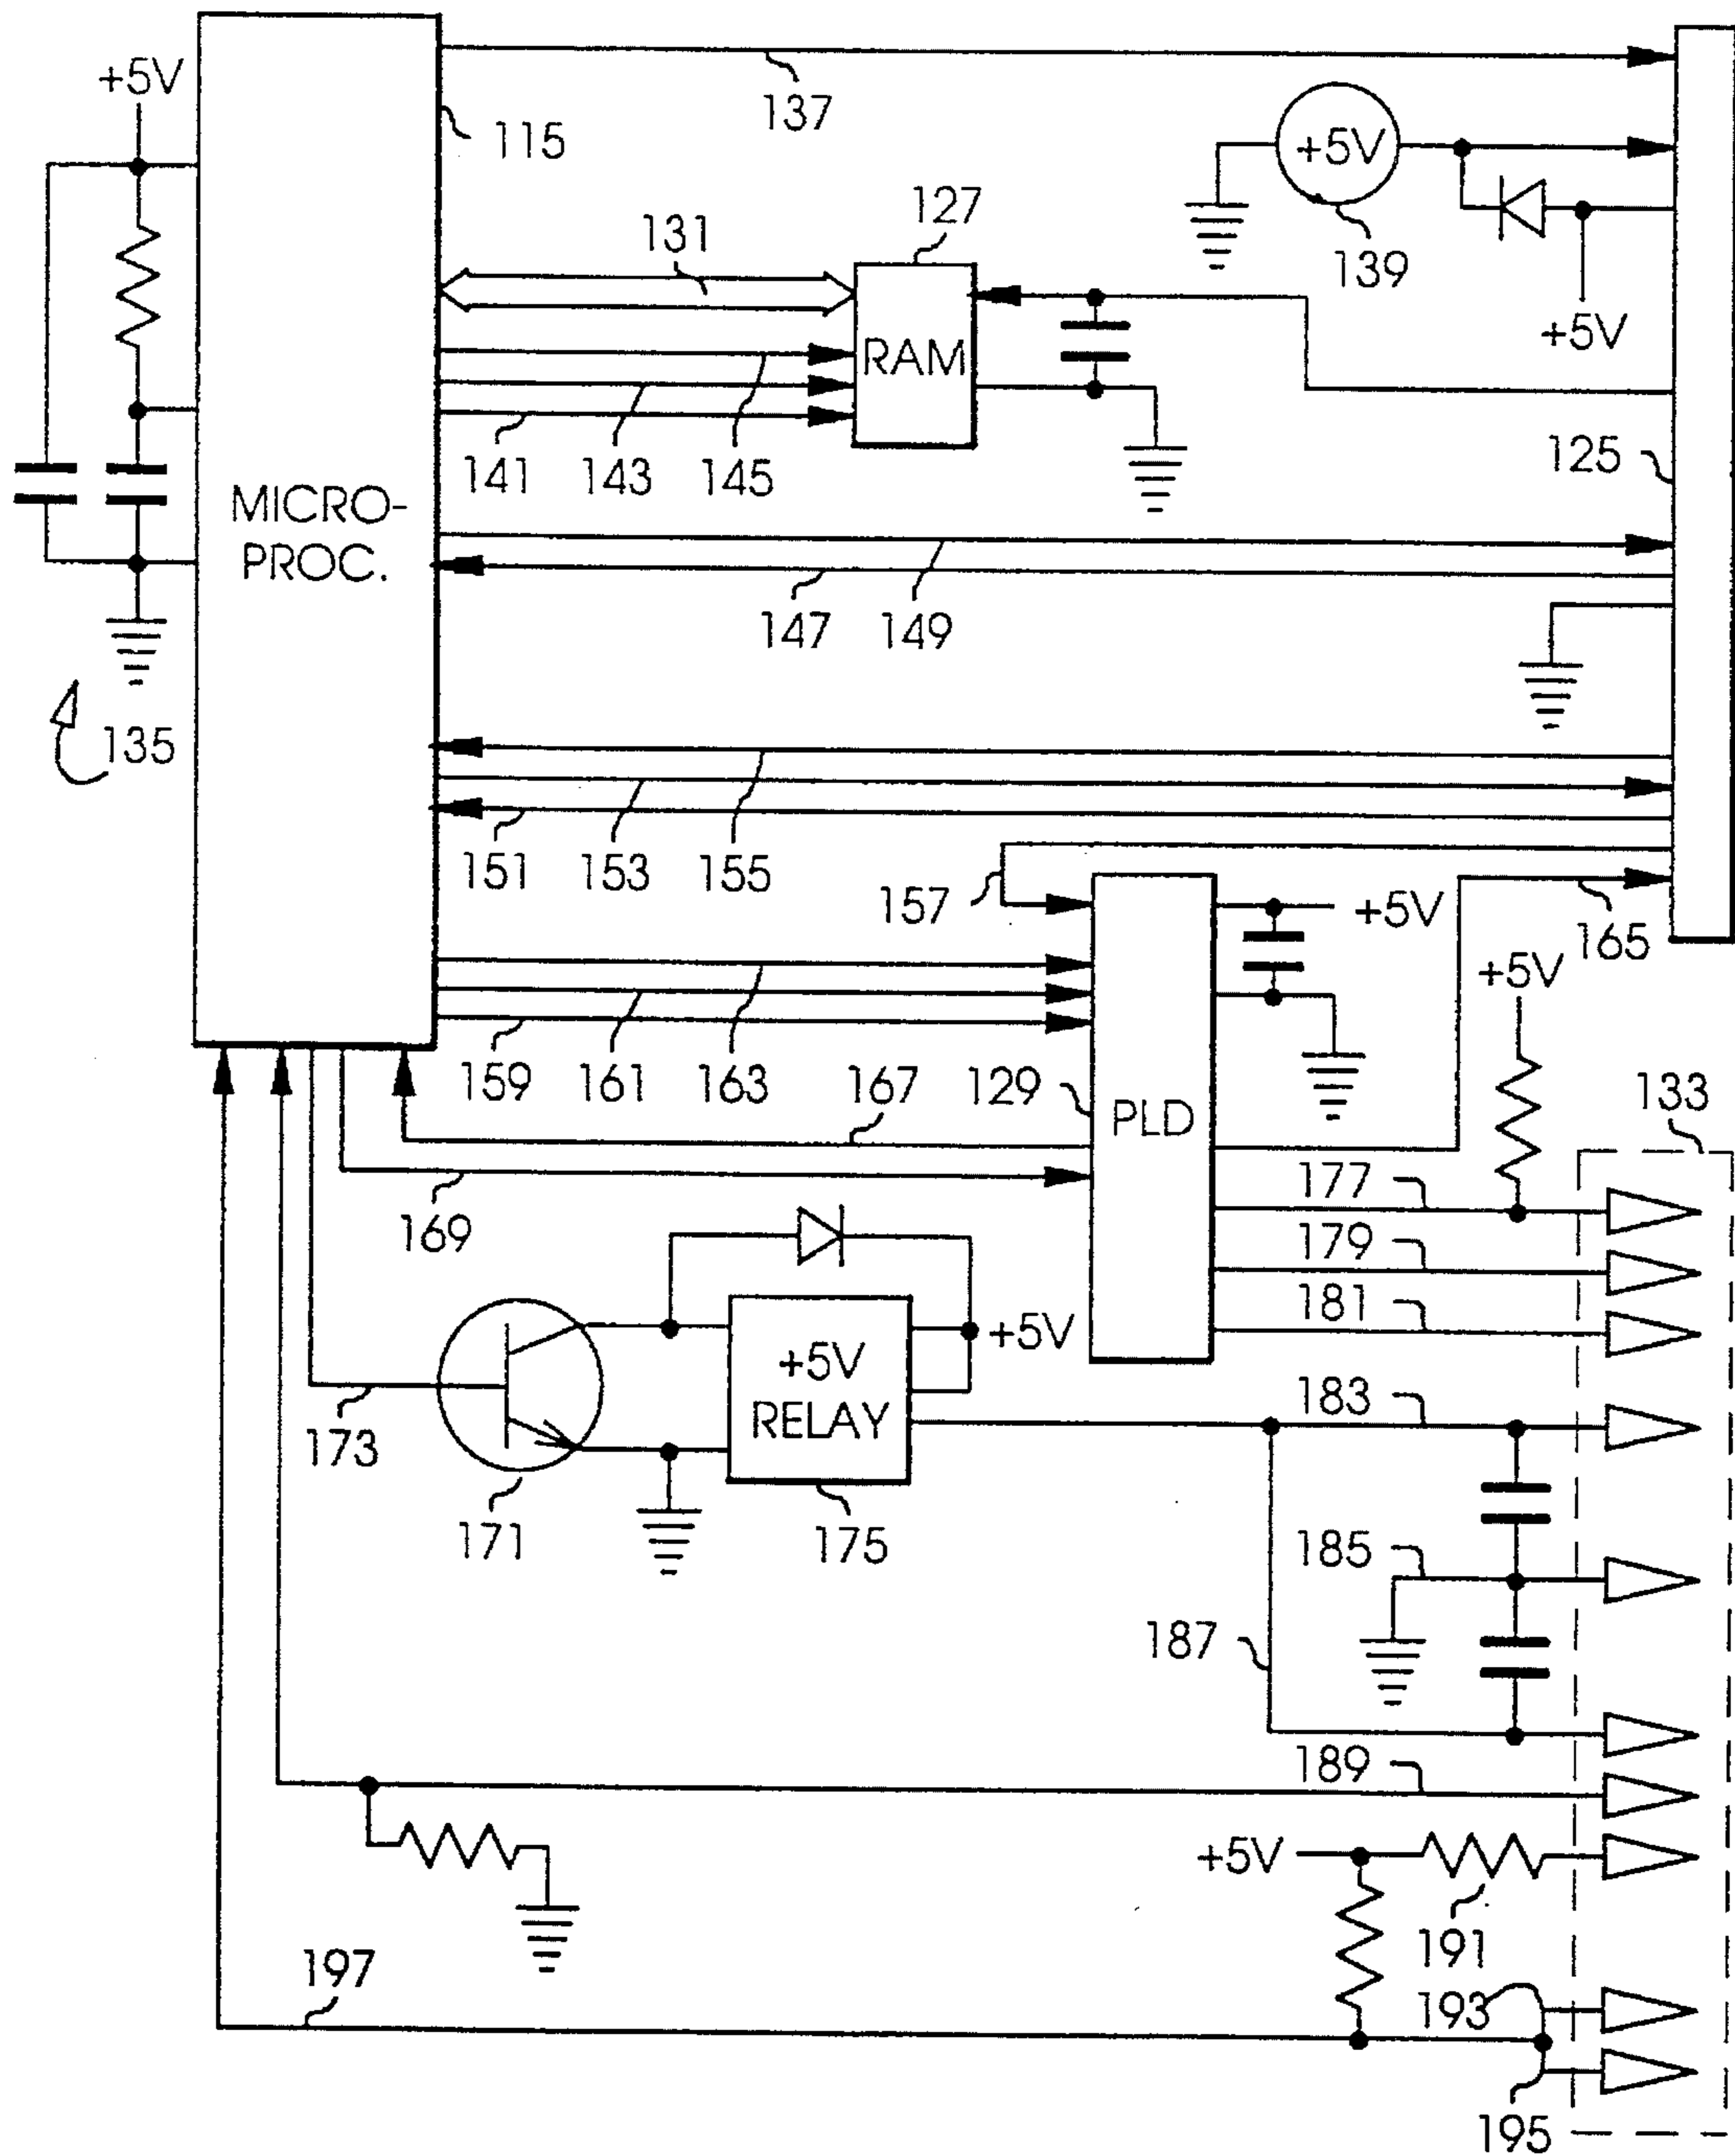 +5V
137
115
+5V
139
+5V
127
131
RAM
141
143
145
125
MICRO-
PROC.
147
149
135
151
153
155
157
+5V
165
+5V
159
161
163
167
129
PLD
133
169
177
179
181
+5V
+5V
RELAY
173
171
175
183
185
187
189
+5V
191
193
197
195